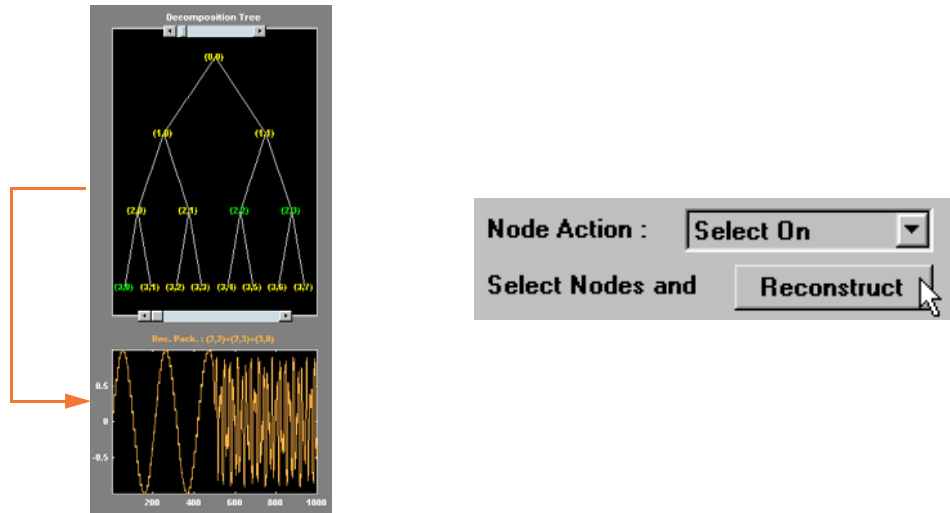 Decomposition Tree
(0,0)
(1,0) (1,1)
(2,0) (2,1) (2,2) (2,3)
(3,0) (3,1) (3,2) (3,3) (3,4) (3,5) (3,6) (3,7)
Rec. Pack. : (2,2)+(2,3)+(3,0)
0.5
0
-0.5
200 400 600 800 1000
Node Action : Select On
Select Nodes and Reconstruct